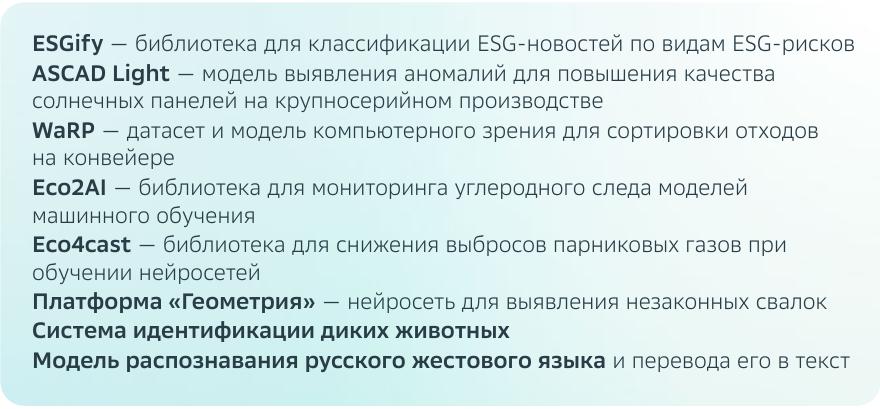 ESGify — библиотека для классификации ESG-новостей по видам ESG-рисков
ASCAD Light — модель выявления аномалий для повышения качества
солнечных панелей на крупносерийном производстве
WaRP — датасет и модель компьютерного зрения для сортировки отходов
на конвейере
Eco2AI — библиотека для мониторинга углеродного следа моделей
машинного обучения
Eco4cast — библиотека для снижения выбросов парниковых газов при
обучении нейросетей
Платформа «Геометрия» — нейросеть для выявления незаконных свалок
Система идентификации диких животных
Модель распознавания русского жестового языка и перевода его в текст